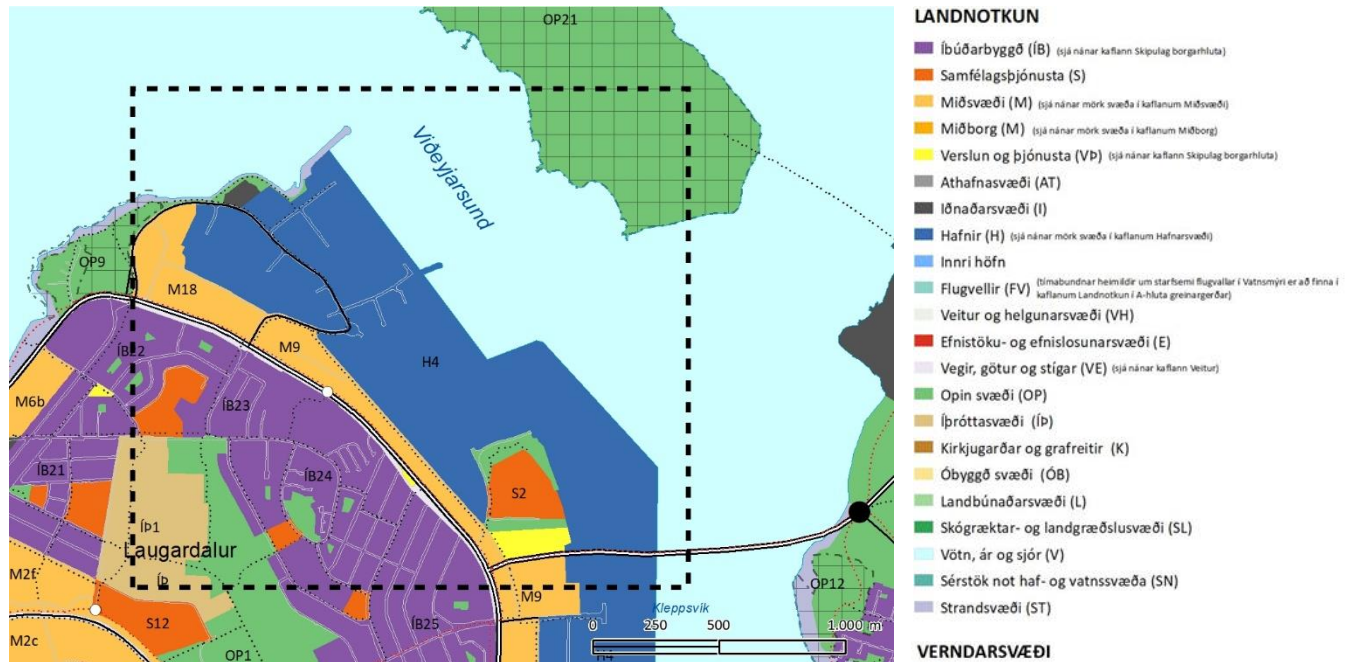 OP21
Viðeyjarsund
OP9
M18
M9
H4
ÍB22
M6b
ÍB23
ÍB21
ÍB24
S2
ÍÞ1
Laugardalur
ÍÞ
M2f
S12
M9
OP12
Kleppsvik
ÍB25
M2c
OP1
H4
0 250 500 1.000 m
LANDNOTKUN
Íbúðarbyggð (ÍB) (sjá nánar kaflann Skipulag borgarhluta)
Samfélagsþjónusta (S)
Miðsvæði (M) (sjá nánar mörk svæða í kaflanum Miðsvæði)
Miðborg (M) (sjá nánar mörk svæða í kaflanum Miðborg)
Verslun og þjónusta (VÞ) (sjá nánar kaflann Skipulag borgarhluta)
Athafnasvæði (AT)
Iðnaðarsvæði (I)
Hafnir (H) (sjá nánar mörk svæða í kaflanum Hafnarsvæði)
Innri höfn
Flugvellir (FV) (tímabundnar heimildir um starfsemi flugvallar í Vatnsmýri er að finna í
kaflanum Landnotkun í A-hluta greinargerðar)
Veitur og helgunarsvæði (VH)
Efnistöku- og efnislosunarsvæði (E)
Vegir, götur og stígar (VE) (sjá nánar kaflann Veitur)
Opin svæði (OP)
Íþróttasvæði (ÍÞ)
Kirkjugarðar og grafreitir (K)
Óbyggð svæði (ÓB)
Landbúnaðarsvæði (L)
Skógræktar- og landgræðslusvæði (SL)
Vötn, ár og sjór (V)
Sérstök not haf- og vatnssvæða (SN)
Strandsvæði (ST)
VERNDARSVÆÐI